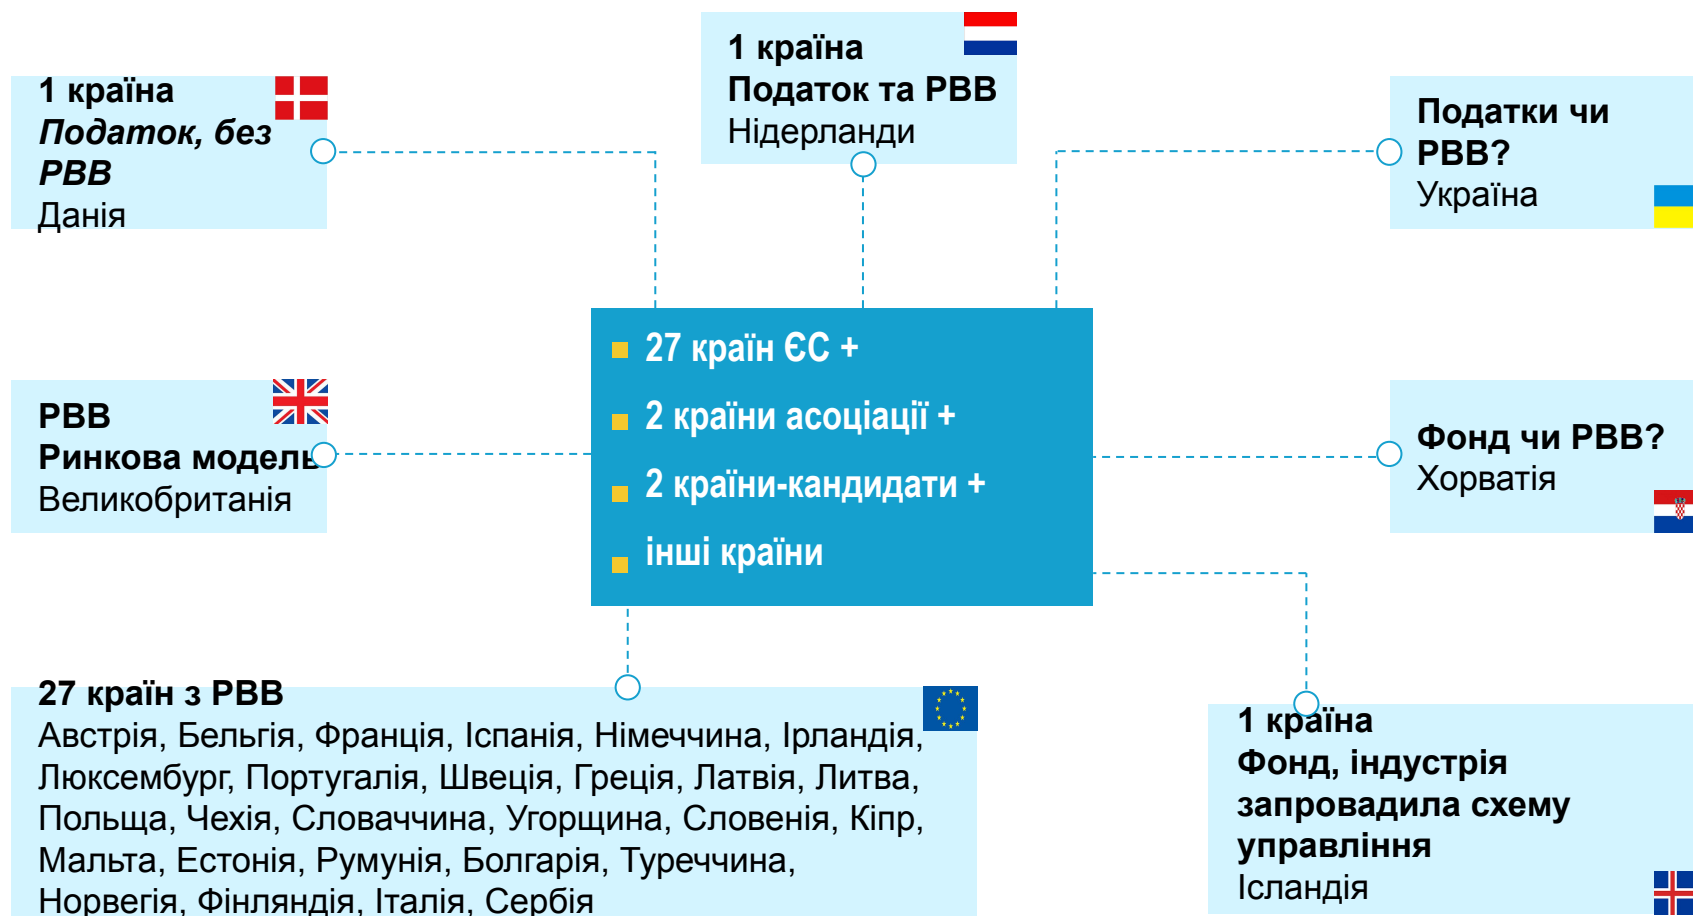 1 країна
Податок та РВВ
Нідерланди
1 країна
Податок, без
РВВ
Данія
Податки чи
РВВ?
Україна
27 країн ЄС +
2 країни асоціації +
2 країни-кандидати +
інші країни
РВВ
Ринкова модель
Великобританія
Фонд чи РВВ?
Хорватія
27 країн з РВВ
Австрія, Бельгія, Франція, Іспанія, Німеччина, Ірландія,
Люксембург, Португалія, Швеція, Греція, Латвія, Литва,
Польща, Чехія, Словаччина, Угорщина, Словенія, Кіпр,
Мальта, Естонія, Румунія, Болгарія, Туреччина,
Норвегія, Фінляндія, Італія, Сербія
1 країна
Фонд, індустрія
запровадила схему
управління
Ісландія